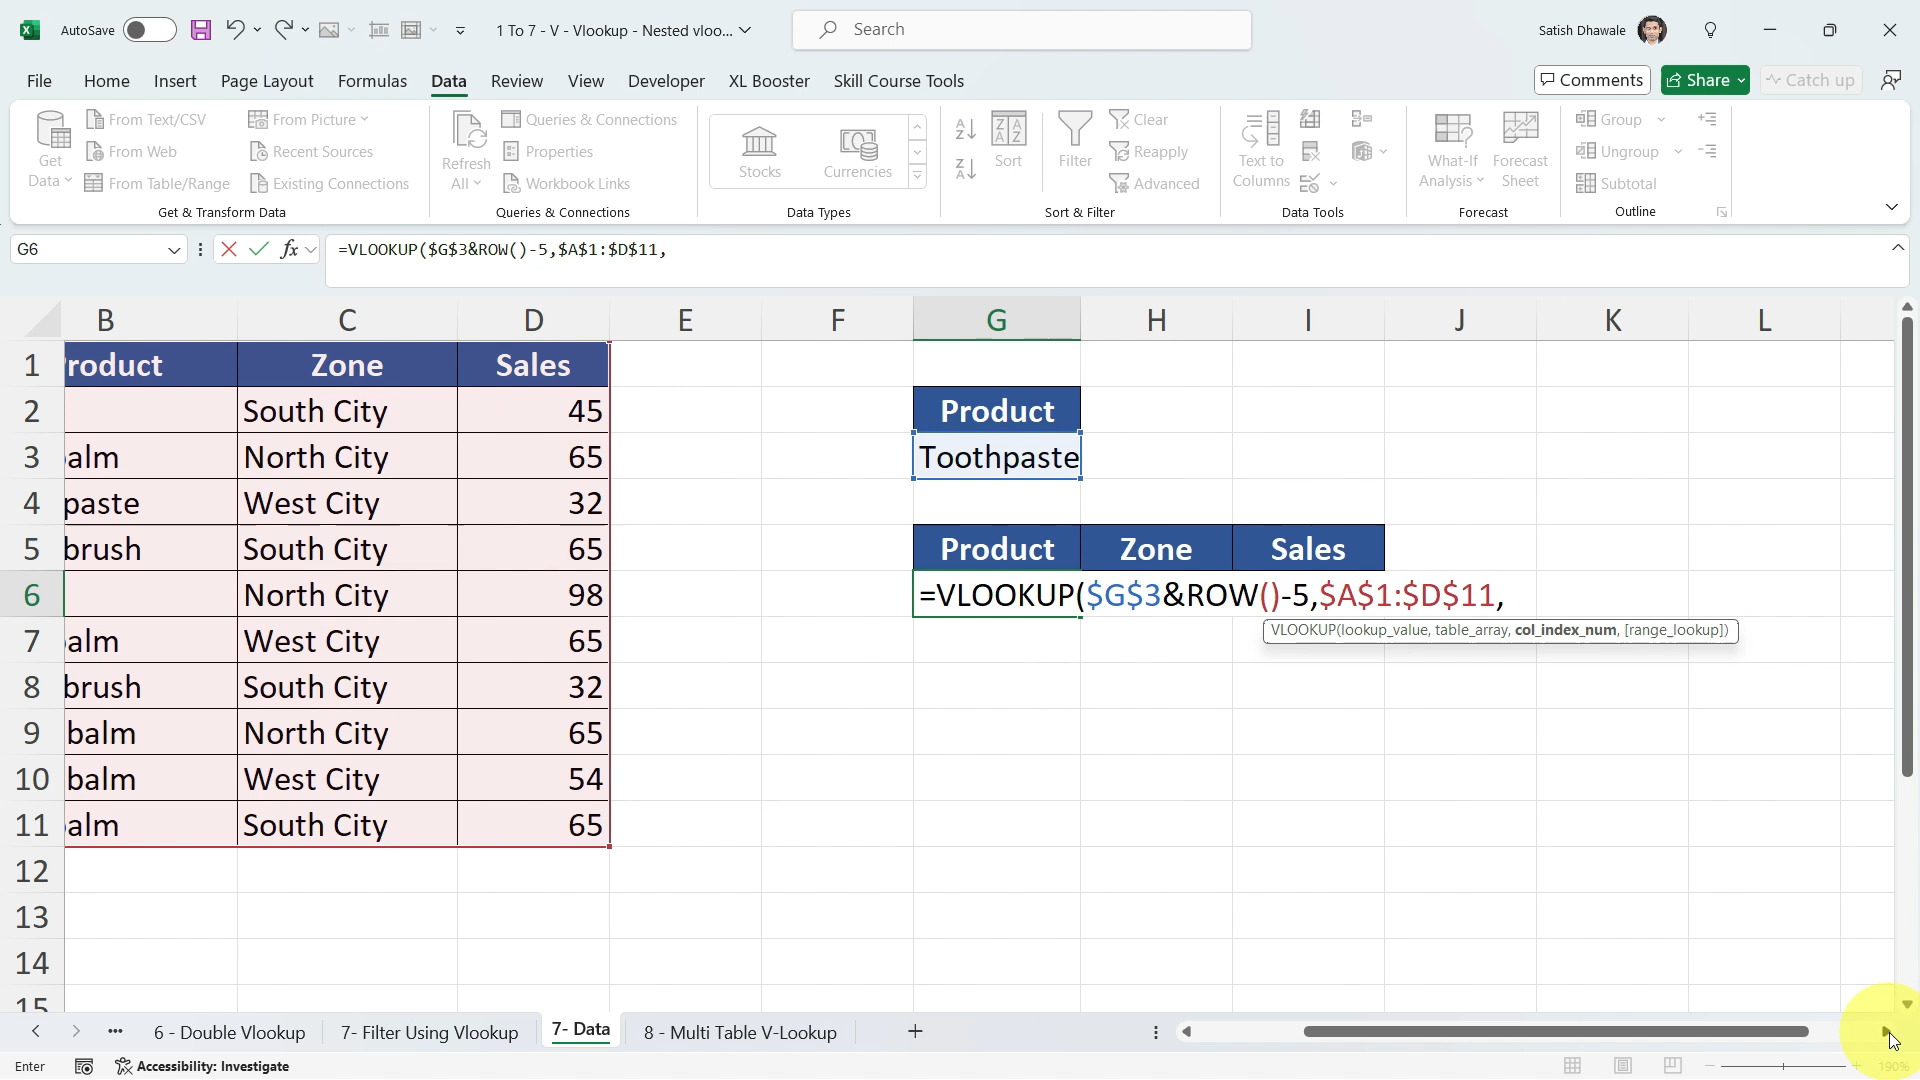 AutoSave
1 To 7 - V - Vlookup - Nested vloo...
Search
Satish Dhawale
File Home Insert Page Layout Formulas Data Review View Developer XL Booster Skill Course Tools
Comments Share Catch up
Get Data
From Text/CSV
From Web
From Table/Range
From Picture
Recent Sources
Existing Connections
Get & Transform Data
Refresh All
Queries & Connections
Properties
Workbook Links
Queries & Connections
Stocks
Currencies
Data Types
Sort
Filter
Clear
Reapply
Advanced
Sort & Filter
Text to Columns
Data Tools
What-If Analysis
Forecast Sheet
Forecast
Group
Ungroup
Subtotal
Outline
G6
fx
=VLOOKUP($G$3&ROW()-5,$A$1:$D$11,
B C D E F G H I J K L
1 roduct Zone Sales
2 South City 45 Product
3 alm North City 65 Toothpaste
4 paste West City 32
5 brush South City 65 Product Zone Sales
6 North City 98 =VLOOKUP($G$3&ROW()-5,$A$1:$D$11,
VLOOKUP(lookup_value, table_array, col_index_num, [range_lookup])
7 alm West City 65
8 brush South City 32
9 balm North City 65
10 balm West City 54
11 alm South City 65
12
13
14
15
6 - Double Vlookup 7- Filter Using Vlookup 7- Data 8 - Multi Table V-Lookup
Enter Accessibility: Investigate 190%